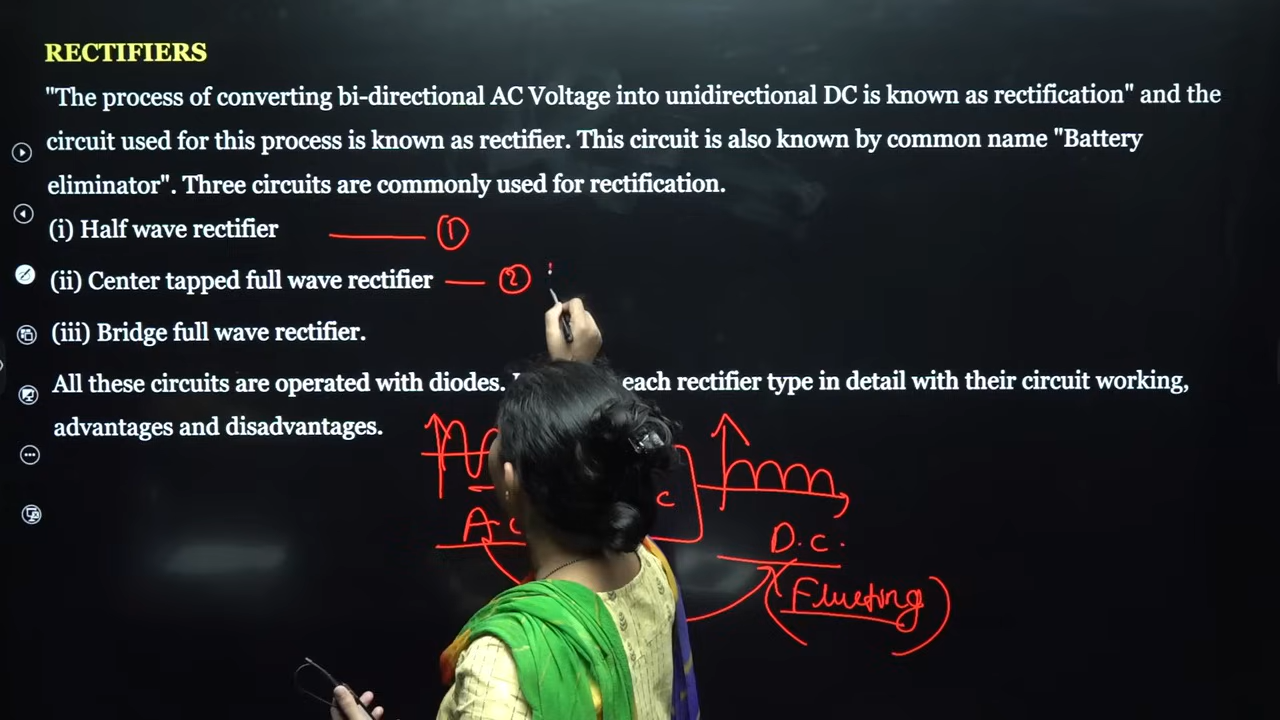 RECTIFIERS
"The process of converting bi-directional AC Voltage into unidirectional DC is known as rectification" and the
circuit used for this process is known as rectifier. This circuit is also known by common name "Battery
eliminator". Three circuits are commonly used for rectification.
(i) Half wave rectifier 1
(ii) Center tapped full wave rectifier 2
(iii) Bridge full wave rectifier.
All these circuits are operated with diodes. each rectifier type in detail with their circuit working,
advantages and disadvantages.
C
A.C
D.C.